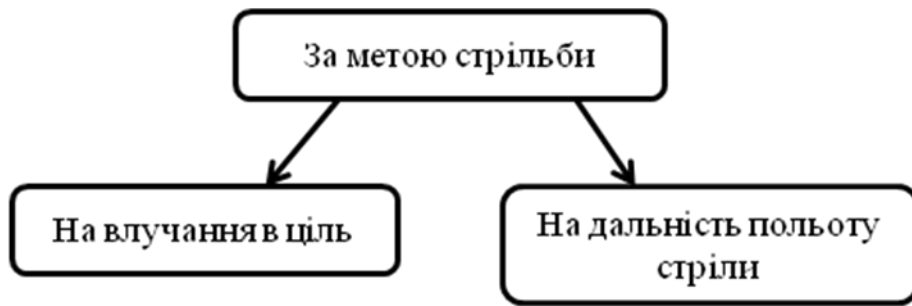 За метою стрільби
На влучання в ціль
На дальність польоту
стріли